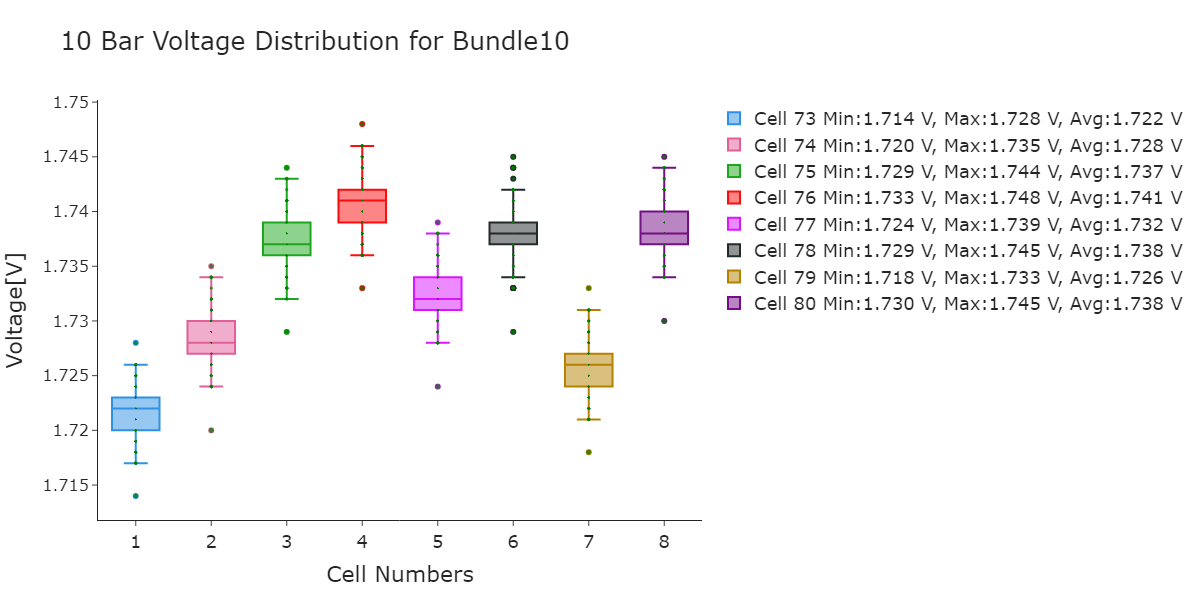 10 Bar Voltage Distribution for Bundle10
1.75
1.745
1.74
1.735
1.73
1.725
1.72
1.715
Voltage[V]
1 2 3 4 5 6 7 8
Cell Numbers
Cell 73 Min:1.714 V, Max:1.728 V, Avg:1.722 V
Cell 74 Min:1.720 V, Max:1.735 V, Avg:1.728 V
Cell 75 Min:1.729 V, Max:1.744 V, Avg:1.737 V
Cell 76 Min:1.733 V, Max:1.748 V, Avg:1.741 V
Cell 77 Min:1.724 V, Max:1.739 V, Avg:1.732 V
Cell 78 Min:1.729 V, Max:1.745 V, Avg:1.738 V
Cell 79 Min:1.718 V, Max:1.733 V, Avg:1.726 V
Cell 80 Min:1.730 V, Max:1.745 V, Avg:1.738 V